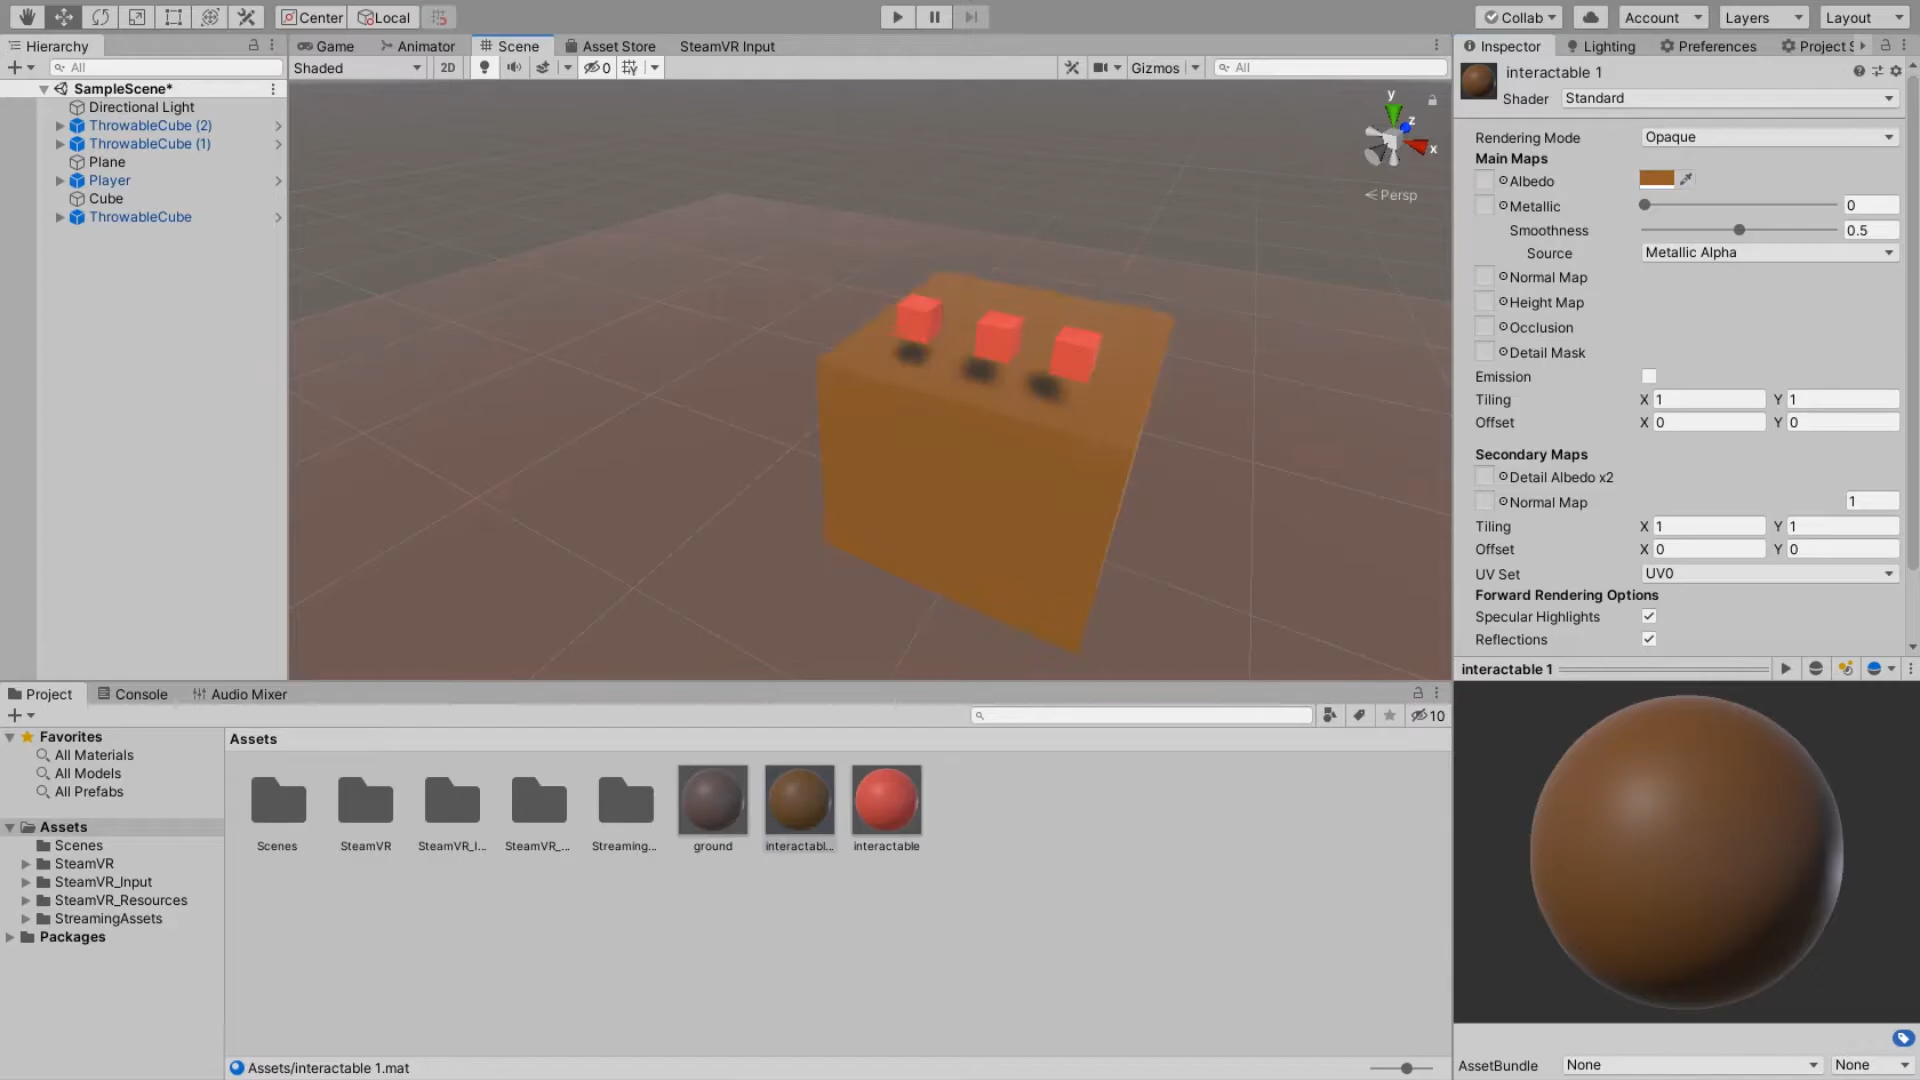 Center
Local
Collab
Account
Layers
Layout
Hierarchy
Game
Animator
Scene
Asset Store
SteamVR Input
Inspector
Lighting
Preferences
Project S
All
Shaded
2D
0
Gizmos
All
SampleScene*
Directional Light
ThrowableCube (2)
ThrowableCube (1)
Plane
Player
Cube
ThrowableCube
y
z
x
Persp
interactable 1
Shader
Standard
Rendering Mode
Opaque
Main Maps
Albedo
Metallic
0
Smoothness
0.5
Source
Metallic Alpha
Normal Map
Height Map
Occlusion
Detail Mask
Emission
Tiling
X 1
Y 1
Offset
X 0
Y 0
Secondary Maps
Detail Albedo x2
Normal Map
1
Tiling
X 1
Y 1
Offset
X 0
Y 0
UV Set
UV0
Forward Rendering Options
Specular Highlights
Reflections
interactable 1
Project
Console
Audio Mixer
10
Favorites
All Materials
All Models
All Prefabs
Assets
Scenes
SteamVR
SteamVR_Input
SteamVR_Resources
StreamingAssets
Packages
Assets
Scenes
SteamVR
SteamVR_I...
SteamVR_...
Streaming...
ground
interactabl...
interactable
Assets/interactable 1.mat
AssetBundle
None
None